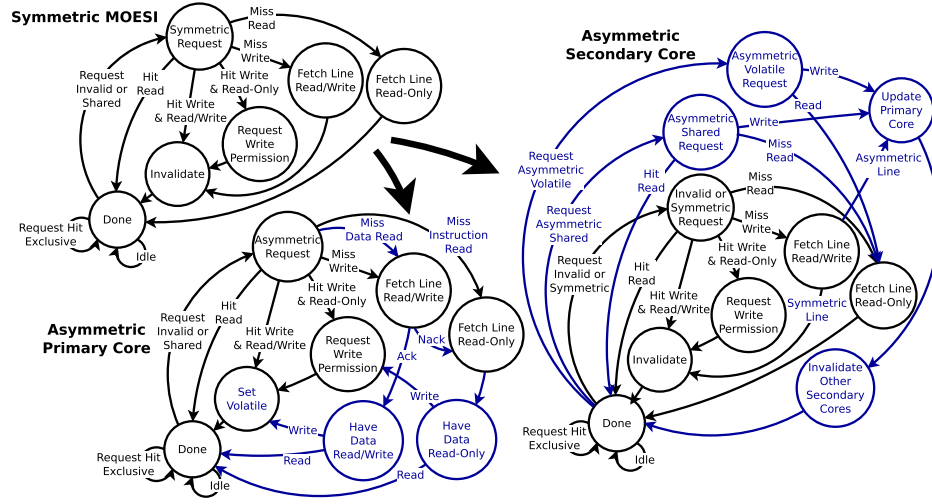 Symmetric MOESI
Symmetric
Request
Miss
Read
Miss
Write
Request
Invalid or
Shared
Hit
Read
Hit Write
& Read-Only
Fetch Line
Read/Write
Fetch Line
Read-Only
Hit Write
& Read/Write
Request
Write
Permission
Invalidate
Done
Request Hit
Exclusive
Idle
Asymmetric
Primary Core
Asymmetric
Request
Miss
Data Read
Miss
Instruction
Read
Miss
Write
Hit Write
& Read-Only
Fetch Line
Read/Write
Request
Invalid or
Shared
Hit
Read
Hit Write
& Read/Write
Request
Write
Permission
Ack
Nack
Fetch Line
Read-Only
Set
Volatile
Write
Write
Have
Data
Read/Write
Have
Data
Read-Only
Done
Read
Read
Request Hit
Exclusive
Idle
Asymmetric
Secondary Core
Asymmetric
Volatile
Request
Write
Read
Update
Primary
Core
Asymmetric
Shared
Request
Write
Miss
Read
Asymmetric
Line
Request
Asymmetric
Volatile
Hit
Read
Invalid or
Symmetric
Request
Miss
Read
Miss
Write
Request
Asymmetric
Shared
Hit Write
& Read-Only
Fetch Line
Read/Write
Request
Invalid or
Symmetric
Hit
Read
Hit Write
& Read/Write
Request
Write
Permission
Symmetric
Line
Fetch Line
Read-Only
Invalidate
Invalidate
Other
Secondary
Cores
Done
Request Hit
Exclusive
Idle